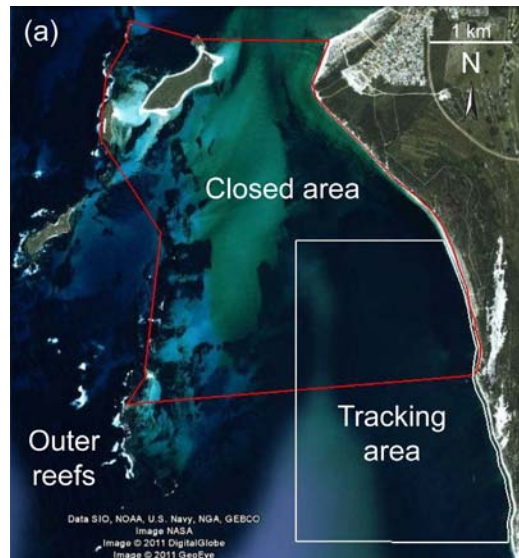 (a)
1 km
N
Closed area
Tracking
area
Outer
reefs
Data SIO, NOAA, U.S. Navy, NGA, GEBCO
Image NASA
Image © 2011 DigitalGlobe
Image © 2011 GeoEye